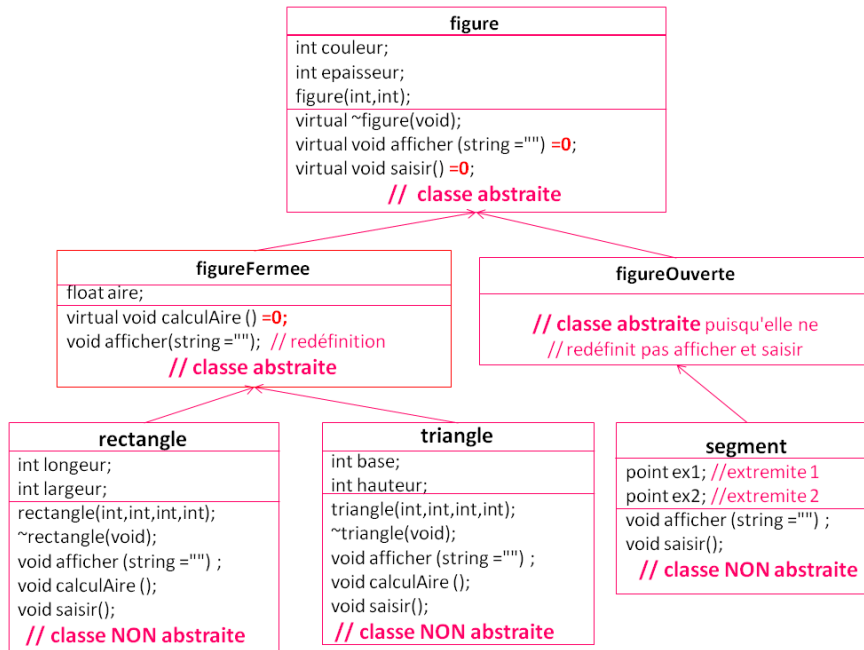 figure
int couleur;
int epaisseur;
figure(int,int);
virtual ~figure(void);
virtual void afficher (string ="") =0;
virtual void saisir() =0;
// classe abstraite
figureFermee
float aire;
virtual void calculAire () =0;
void afficher(string =""); // redéfinition
// classe abstraite
figureOuverte
// classe abstraite puisqu'elle ne
// redéfinit pas afficher et saisir
rectangle
int longeur;
int largeur;
rectangle(int,int,int,int);
~rectangle(void);
void afficher (string ="") ;
void calculAire ();
void saisir();
// classe NON abstraite
triangle
int base;
int hauteur;
triangle(int,int,int,int);
~triangle(void);
void afficher (string ="") ;
void calculAire ();
void saisir();
// classe NON abstraite
segment
point ex1; //extremite 1
point ex2; //extremite 2
void afficher (string ="") ;
void saisir();
// classe NON abstraite